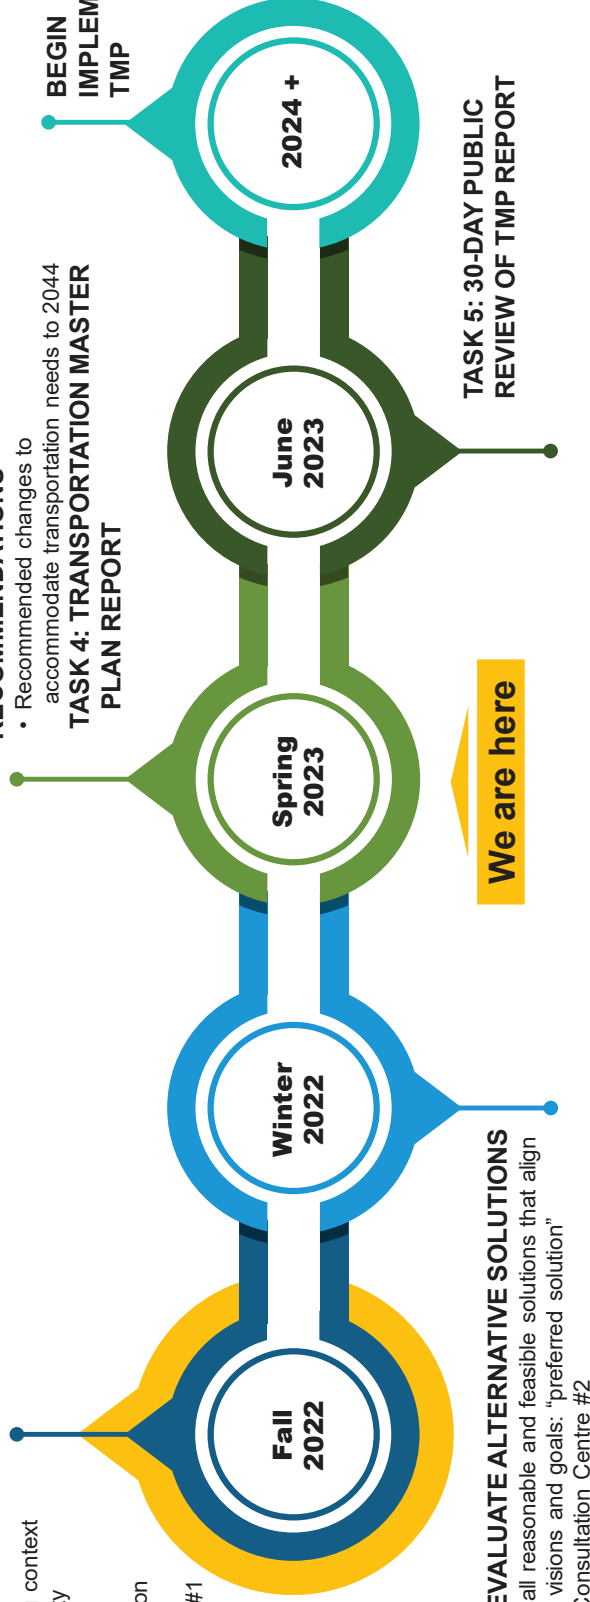 context
#1
Fall
2022
EVALUATE ALTERNATIVE SOLUTIONS
all reasonable and feasible solutions that align
visions and goals: “preferred solution”
Consultation Centre #2
Winter
2022
• Recommended changes to
accommodate transportation needs to 2044
TASK 4: TRANSPORTATION MASTER
PLAN REPORT
Spring
2023
We are here
June
2023
TASK 5: 30-DAY PUBLIC
REVIEW OF TMP REPORT
BEGIN
IMPLEM
TMP
2024 +